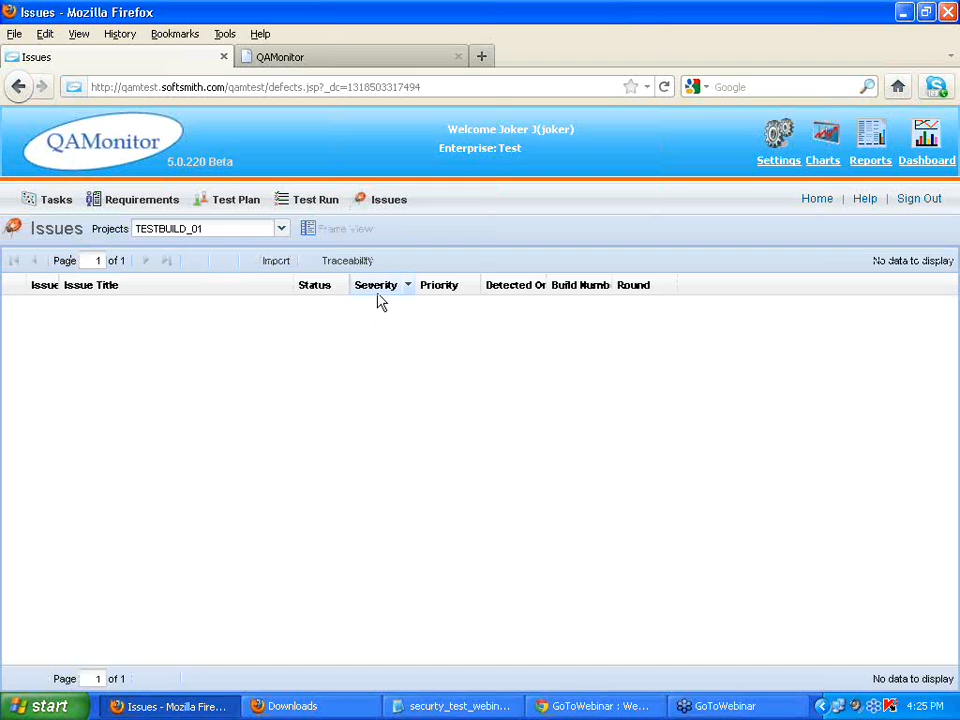 Issues - Mozilla Firefox
File Edit View History Bookmarks Tools Help
Issues
QAMonitor
http://qamtest.softsmith.com/qamtest/defects.jsp?_dc=1318503317494
Google
QAMonitor
5.0.220 Beta
Welcome Joker J(joker)
Enterprise: Test
Settings Charts Reports Dashboard
Tasks Requirements Test Plan Test Run Issues
Home | Help | Sign Out
Issues Projects TESTBUILD_01 Frame View
Page 1 of 1 Import Traceability No data to display
Issue Issue Title Status Severity Priority Detected Or Build Numb Round
Page 1 of 1 No data to display
start Issues - Mozilla Fire... Downloads securty_test_webin... GoToWebinar : We... GoToWebinar 4:25 PM